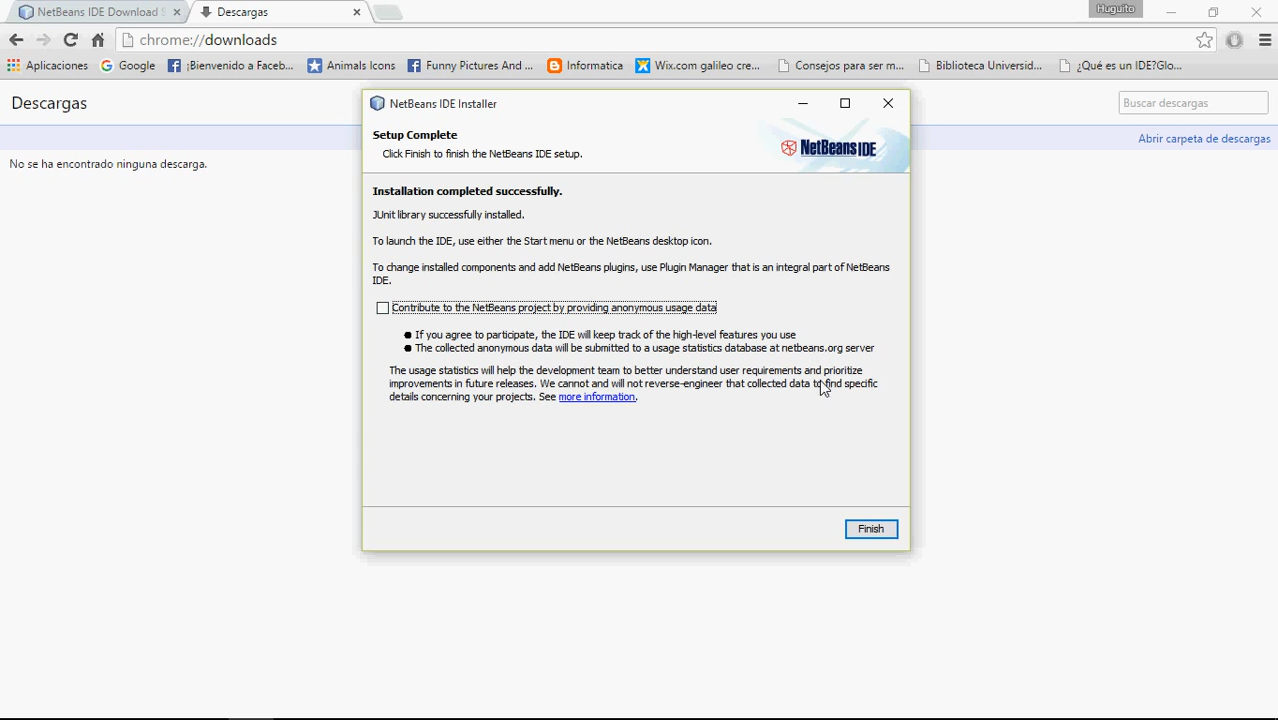 NetBeans IDE Download S
Descargas
Huguito
chrome://downloads
Aplicaciones
Google
¡Bienvenido a Faceb...
Animals Icons
Funny Pictures And ...
Informatica
Wix.com galileo cre...
Consejos para ser m...
Biblioteca Universid...
¿Qué es un IDE?Glo...
Descargas
Buscar descargas
Abrir carpeta de descargas
No se ha encontrado ninguna descarga.
NetBeans IDE Installer
Setup Complete
Click Finish to finish the NetBeans IDE setup.
NetBeans IDE
Installation completed successfully.
JUnit library successfully installed.
To launch the IDE, use either the Start menu or the NetBeans desktop icon.
To change installed components and add NetBeans plugins, use Plugin Manager that is an integral part of NetBeans
IDE.
Contribute to the NetBeans project by providing anonymous usage data
● If you agree to participate, the IDE will keep track of the high-level features you use
● The collected anonymous data will be submitted to a usage statistics database at netbeans.org server
The usage statistics will help the development team to better understand user requirements and prioritize
improvements in future releases. We cannot and will not reverse-engineer that collected data to find specific
details concerning your projects. See more information.
Finish